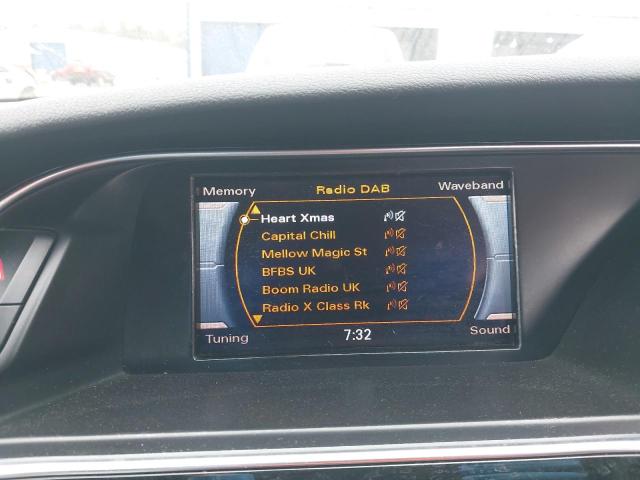 Memory Radio DAB Waveband
Heart Xmas
Capital Chill
Mellow Magic St
BFBS UK
Boom Radio UK
Radio X Class Rk
Tuning 7:32 Sound